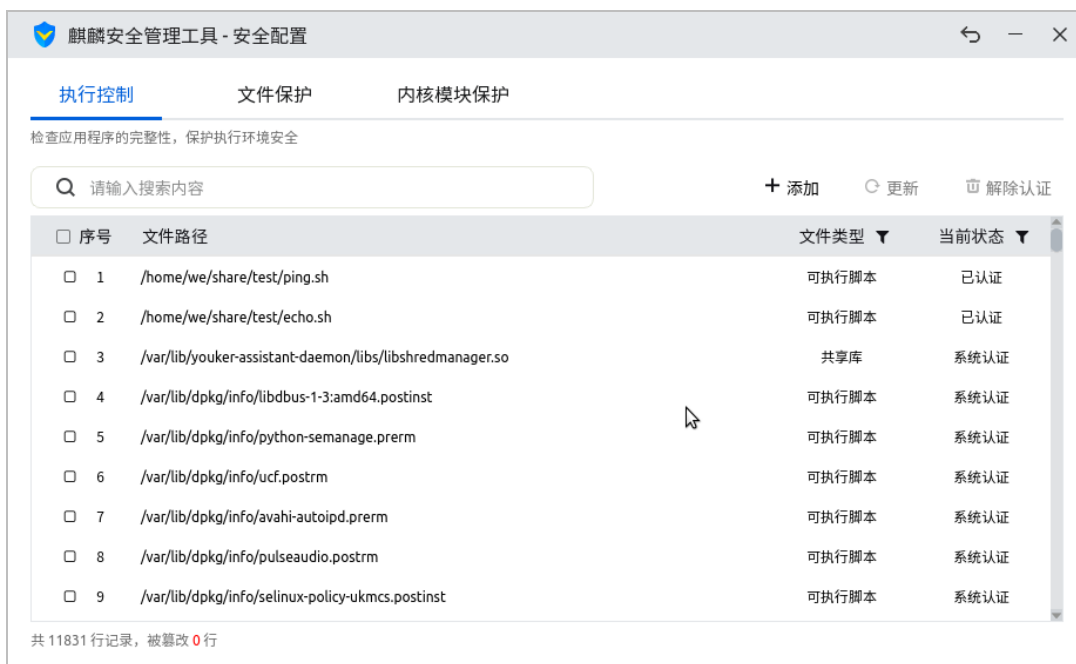 麒麟安全管理工具 - 安全配置
执行控制 文件保护 内核模块保护
检查应用程序的完整性，保护执行环境安全
请输入搜索内容 + 添加 更新 解除认证
序号 文件路径 文件类型 当前状态
1 /home/we/share/test/ping.sh 可执行脚本 已认证
2 /home/we/share/test/echo.sh 可执行脚本 已认证
3 /var/lib/youker-assistant-daemon/libs/libshredmanager.so 共享库 系统认证
4 /var/lib/dpkg/info/libdbus-1-3:amd64.postinst 可执行脚本 系统认证
5 /var/lib/dpkg/info/python-semanage.prerm 可执行脚本 系统认证
6 /var/lib/dpkg/info/ucf.postrm 可执行脚本 系统认证
7 /var/lib/dpkg/info/avahi-autoipd.prerm 可执行脚本 系统认证
8 /var/lib/dpkg/info/pulseaudio.postrm 可执行脚本 系统认证
9 /var/lib/dpkg/info/selinux-policy-ukmcs.postinst 可执行脚本 系统认证
共 11831 行记录，被篡改 0 行